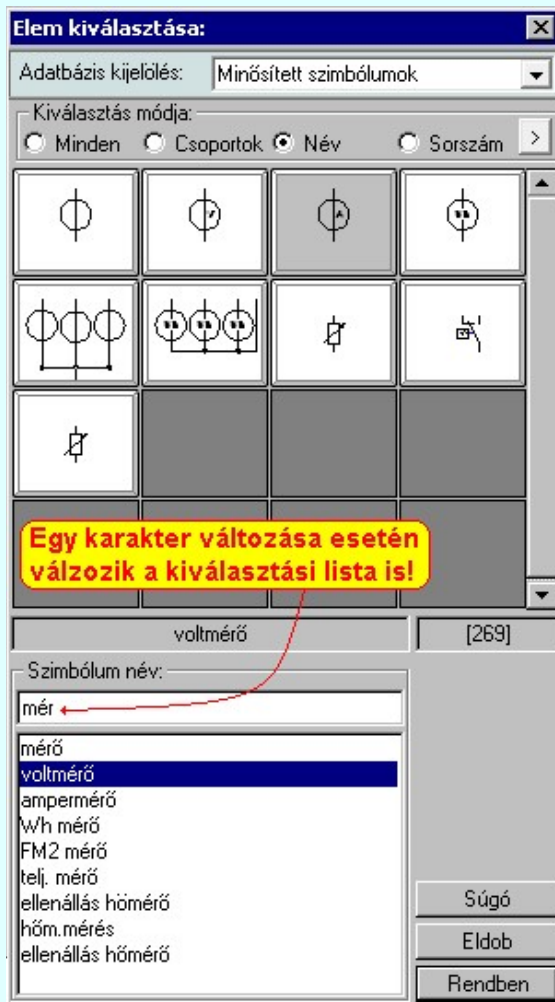 Elem kiválasztása:
Adatbázis kijelölés: Minősített szimbólumok
Kiválasztás módja:
Minden Csoportok Név Sorszám >
Egy karakter változása esetén
válzozik a kiválasztási lista is!
voltmérő [269]
Szimbólum név:
mér
mérő
voltmérő
ampermérő
Wh mérő
FM2 mérő
telj. mérő
ellenállás hömérő
hőm.mérés
ellenállás hőmérő
Súgó
Eldob
Rendben